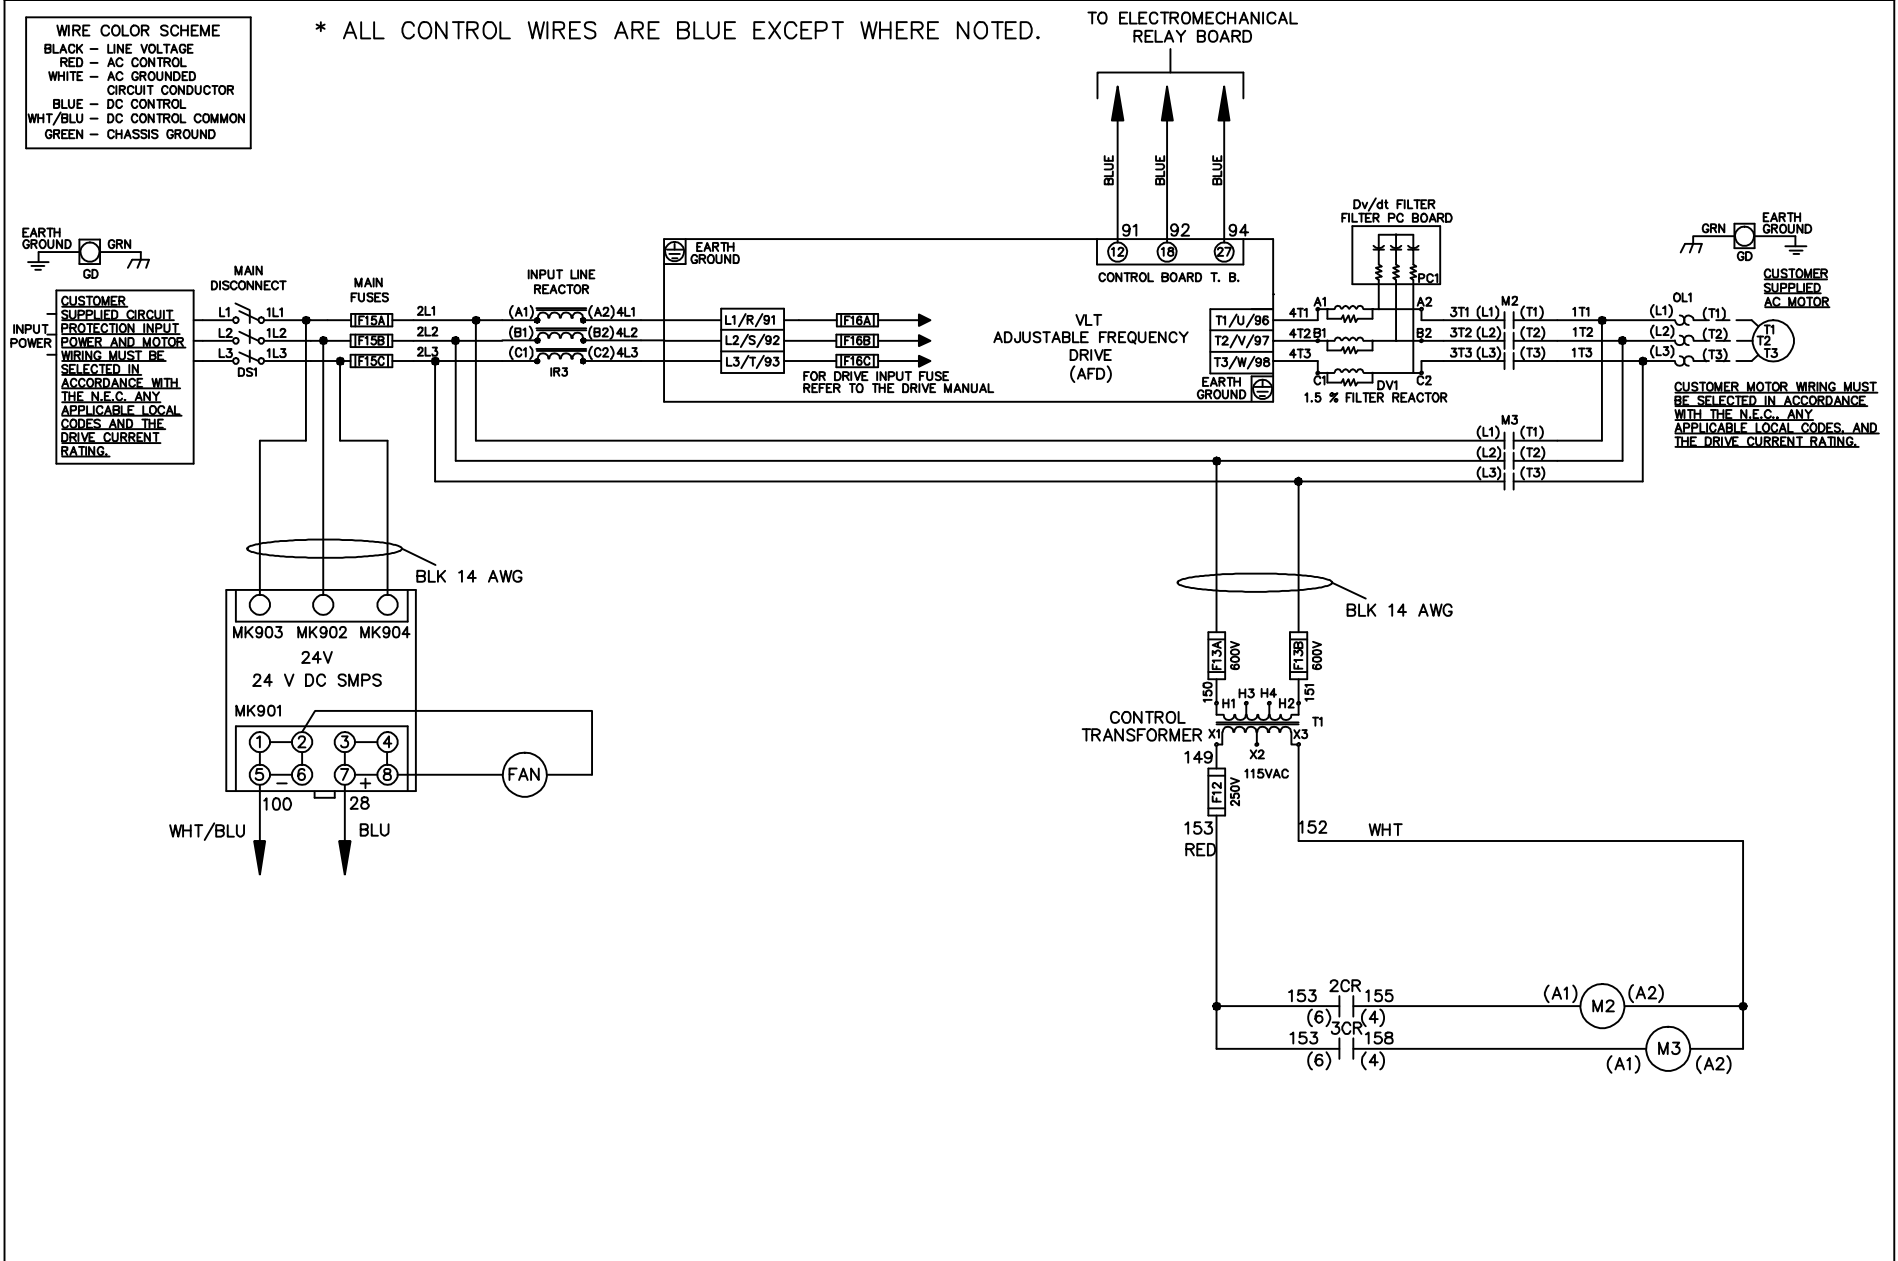 WIRE COLOR SCHEME
BLACK – LINE VOLTAGE
RED – AC CONTROL
WHITE – AC GROUNDED
CIRCUIT CONDUCTOR
BLUE – DC CONTROL
WHT/BLU – DC CONTROL COMMON
GREEN – CHASSIS GROUND
* ALL CONTROL WIRES ARE BLUE EXCEPT WHERE NOTED.
TO ELECTROMECHANICAL
RELAY BOARD
BLUE
BLUE
BLUE
91 92 94
12 18 27
CONTROL BOARD T. B.
EARTH
GROUND
GRN
GD
INPUT
POWER
CUSTOMER
SUPPLIED CIRCUIT
PROTECTION INPUT
POWER AND MOTOR
WIRING MUST BE
SELECTED IN
ACCORDANCE WITH
THE N.E.C. ANY
APPLICABLE LOCAL
CODES AND THE
DRIVE CURRENT
RATING.
MAIN
DISCONNECT
L1 1L1
L2 1L2
L3 1L3
DS1
MAIN
FUSES
F15A
F15B
F15C
2L1
2L2
2L3
INPUT LINE
REACTOR
(A1) (A2) 4L1
(B1) (B2) 4L2
(C1) (C2) 4L3
IR3
EARTH
GROUND
L1/R/91
L2/S/92
L3/T/93
F16A
F16B
F16C
FOR DRIVE INPUT FUSE
REFER TO THE DRIVE MANUAL
VLT
ADJUSTABLE FREQUENCY
DRIVE
(AFD)
T1/U/96
T2/V/97
T3/W/98
EARTH
GROUND
Dv/dt FILTER
FILTER PC BOARD
PC1
4T1 A1 A2
4T2 B1 B2
4T3
C1 DV1 C2
1.5 % FILTER REACTOR
M2
3T1 (L1) (T1) 1T1
3T2 (L2) (T2) 1T2
3T3 (L3) (T3) 1T3
M3
(L1) (T1)
(L2) (T2)
(L3) (T3)
GRN
EARTH
GROUND
GD
CUSTOMER
SUPPLIED
AC MOTOR
OL1
(L1) (T1)
(L2) (T2)
(L3) (T3)
T1
T2
T3
CUSTOMER MOTOR WIRING MUST
BE SELECTED IN ACCORDANCE
WITH THE N.E.C., ANY
APPLICABLE LOCAL CODES, AND
THE DRIVE CURRENT RATING.
BLK 14 AWG
MK903 MK902 MK904
24V
24 V DC SMPS
MK901
1 2 3 4
5 – 6 7 + 8
FAN
100 28
WHT/BLU BLU
BLK 14 AWG
F13A 600V F13B 600V
150 151
H1 H3 H4 H2
CONTROL
TRANSFORMER
T1
X1 X2 X3
149
115VAC
F12 250V
153 152 WHT
RED
2CR
153 155 (A1) M2 (A2)
(6) (4)
3CR
153 158 M3
(6) (4) (A1) (A2)